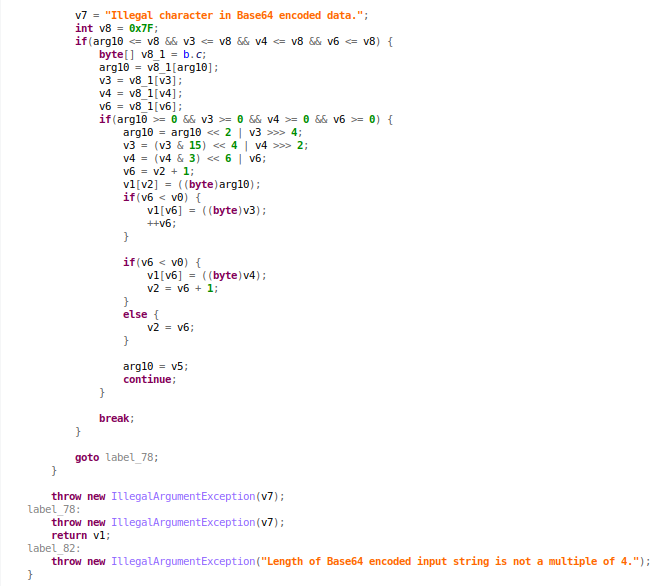 v7 = "Illegal character in Base64 encoded data.";
int v8 = 0x7F;
if(arg10 <= v8 && v3 <= v8 && v4 <= v8 && v6 <= v8) {
byte[] v8_1 = b.c;
arg10 = v8_1[arg10];
v3 = v8_1[v3];
v4 = v8_1[v4];
v6 = v8_1[v6];
if(arg10 >= 0 && v3 >= 0 && v4 >= 0 && v6 >= 0) {
arg10 = arg10 << 2 | v3 >>> 4;
v3 = (v3 & 15) << 4 | v4 >>> 2;
v4 = (v4 & 3) << 6 | v6;
v6 = v2 + 1;
v1[v2] = ((byte)arg10);
if(v6 < v0) {
v1[v6] = ((byte)v3);
++v6;
}
if(v6 < v0) {
v1[v6] = ((byte)v4);
v2 = v6 + 1;
}
else {
v2 = v6;
}
arg10 = v5;
continue;
}
break;
}
goto label_78;
}
throw new IllegalArgumentException(v7);
label_78:
throw new IllegalArgumentException(v7);
return v1;
label_82:
throw new IllegalArgumentException("Length of Base64 encoded input string is not a multiple of 4.");
}